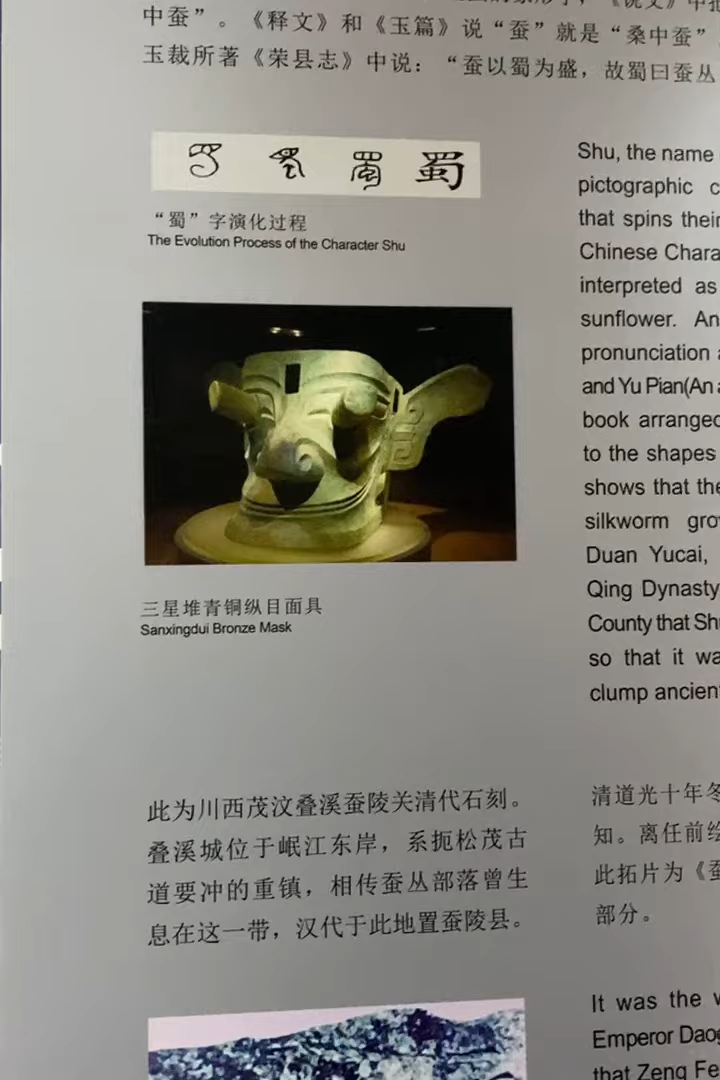 中蚕”。《释文》和《玉篇》说“蚕”就是“桑中蚕”
玉裁所著《荣县志》中说：“蚕以蜀为盛，故蜀曰蚕丛
蜀
“蜀”字演化过程
The Evolution Process of the Character Shu
三星堆青铜纵目面具
Sanxingdui Bronze Mask
Shu, the name
pictographic c
that spins their
Chinese Chara
interpreted as
sunflower. An
pronunciation a
and Yu Pian(An a
book arranged
to the shapes
shows that the
silkworm gro
Duan Yucai,
Qing Dynasty
County that Shu
so that it wa
clump ancient
此为川西茂汶叠溪蚕陵关清代石刻。
叠溪城位于岷江东岸，系扼松茂古
道要冲的重镇，相传蚕丛部落曾生
息在这一带，汉代于此地置蚕陵县。
清道光十年冬
知。离任前绘
此拓片为《蚕
部分。
It was the w
Emperor Daog
that Zeng Fe